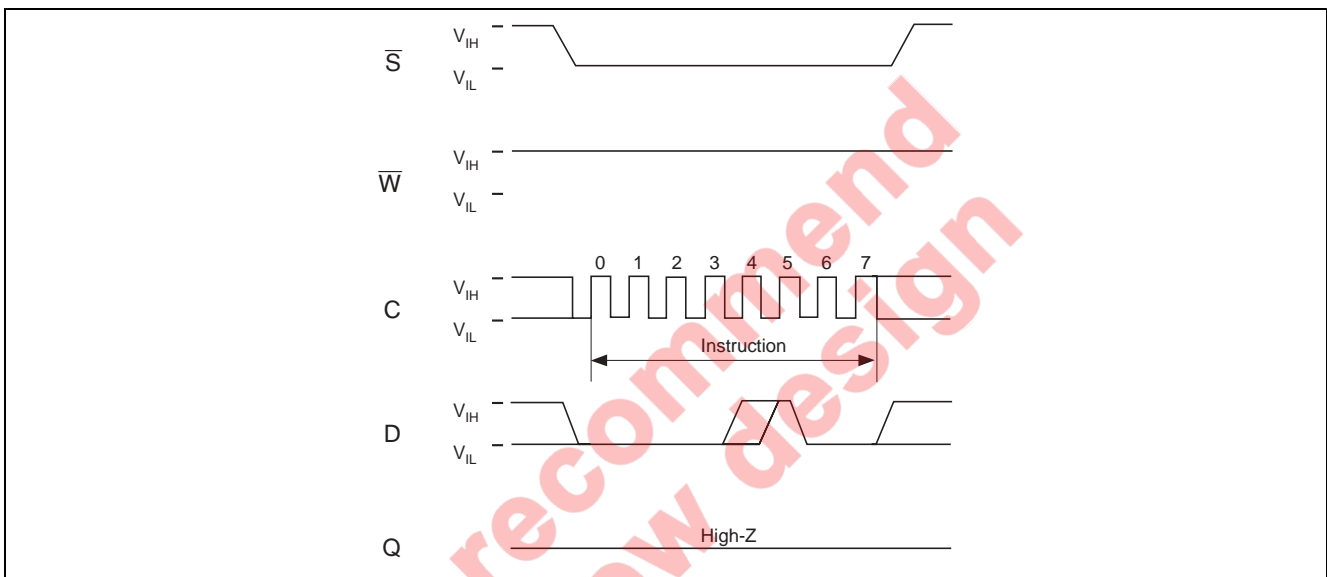 S
V_IH
V_IL
W
V_IH
V_IL
C
V_IH
V_IL
0 1 2 3 4 5 6 7
Instruction
D
V_IH
V_IL
Q
High-Z
recommend
w design